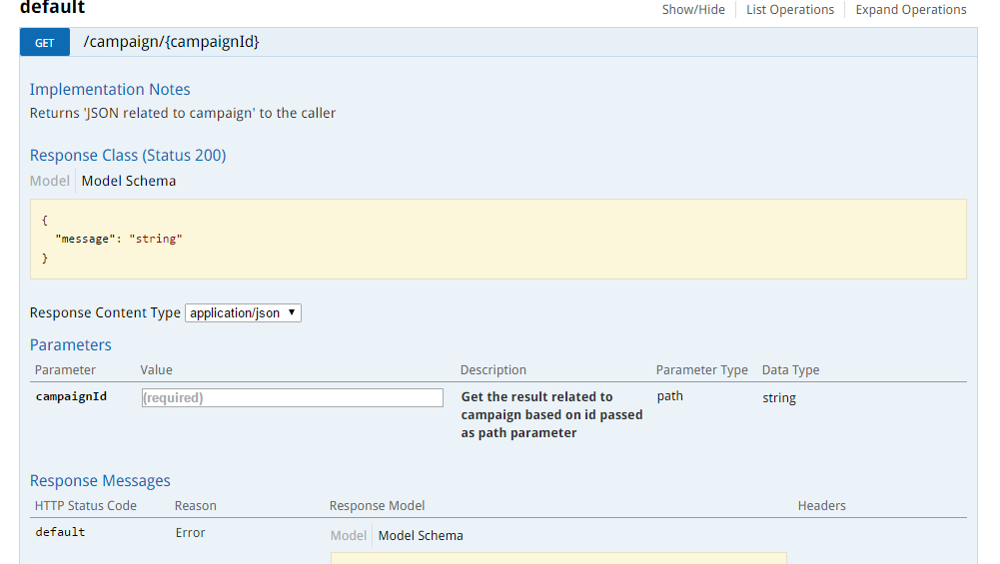 default
Show/Hide List Operations Expand Operations
GET /campaign/{campaignId}
Implementation Notes
Returns 'JSON related to campaign' to the caller
Response Class (Status 200)
Model Model Schema
{
"message": "string"
}
Response Content Type application/json
Parameters
Parameter Value Description Parameter Type Data Type
campaignId (required) Get the result related to path string
campaign based on id passed
as path parameter
Response Messages
HTTP Status Code Reason Response Model Headers
default Error Model Model Schema